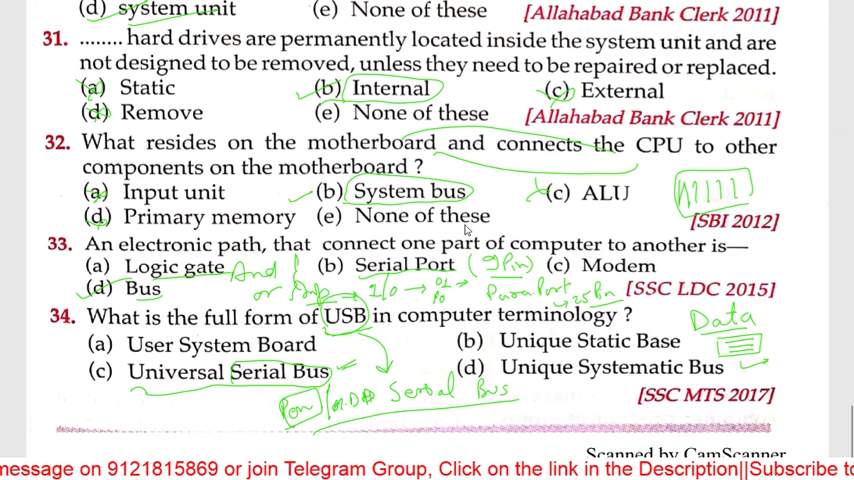 (d) system unit (e) None of these [Allahabad Bank Clerk 2011]
31. ........ hard drives are permanently located inside the system unit and are
not designed to be removed, unless they need to be repaired or replaced.
(a) Static (b) Internal (c) External
(d) Remove (e) None of these [Allahabad Bank Clerk 2011]
32. What resides on the motherboard and connects the CPU to other
components on the motherboard ?
(a) Input unit (b) System bus (c) ALU
(d) Primary memory (e) None of these [SBI 2012]
33. An electronic path, that connect one part of computer to another is—
(a) Logic gate And (b) Serial Port (9 Pin) (c) Modem
(d) Bus or I/O [SSC LDC 2015]
34. What is the full form of USB in computer terminology ? Data
(a) User System Board (b) Unique Static Base
(c) Universal Serial Bus (d) Unique Systematic Bus
Pen Serial Bus [SSC MTS 2017]
Scanned by CamScanner
message on 9121815869 or join Telegram Group, Click on the link in the Description||Subscribe to